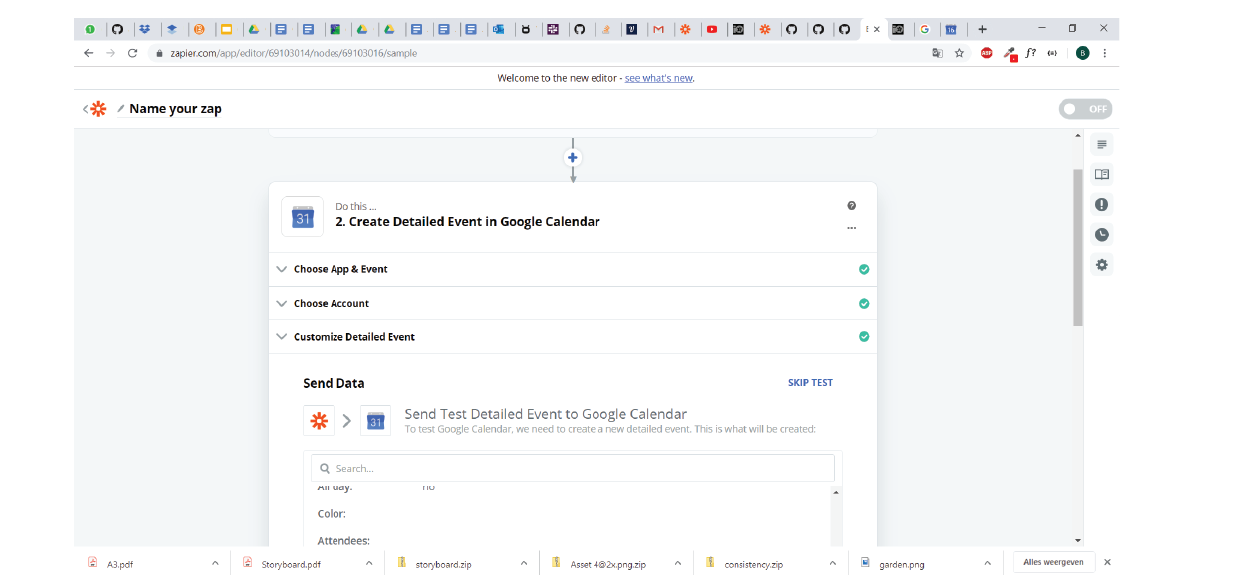 zapier.com/app/editor/69103014/nodes/69103016/sample
Welcome to the new editor - see what's new.
Name your zap
OFF
Do this ...
2. Create Detailed Event in Google Calendar
Choose App & Event
Choose Account
Customize Detailed Event
Send Data
SKIP TEST
31
Send Test Detailed Event to Google Calendar
To test Google Calendar, we need to create a new detailed event. This is what will be created:
Search...
All day: no
Color:
Attendees:
A3.pdf
Storyboard.pdf
storyboard.zip
Asset 4@2x.png.zip
consistency.zip
garden.png
Alles weergeven